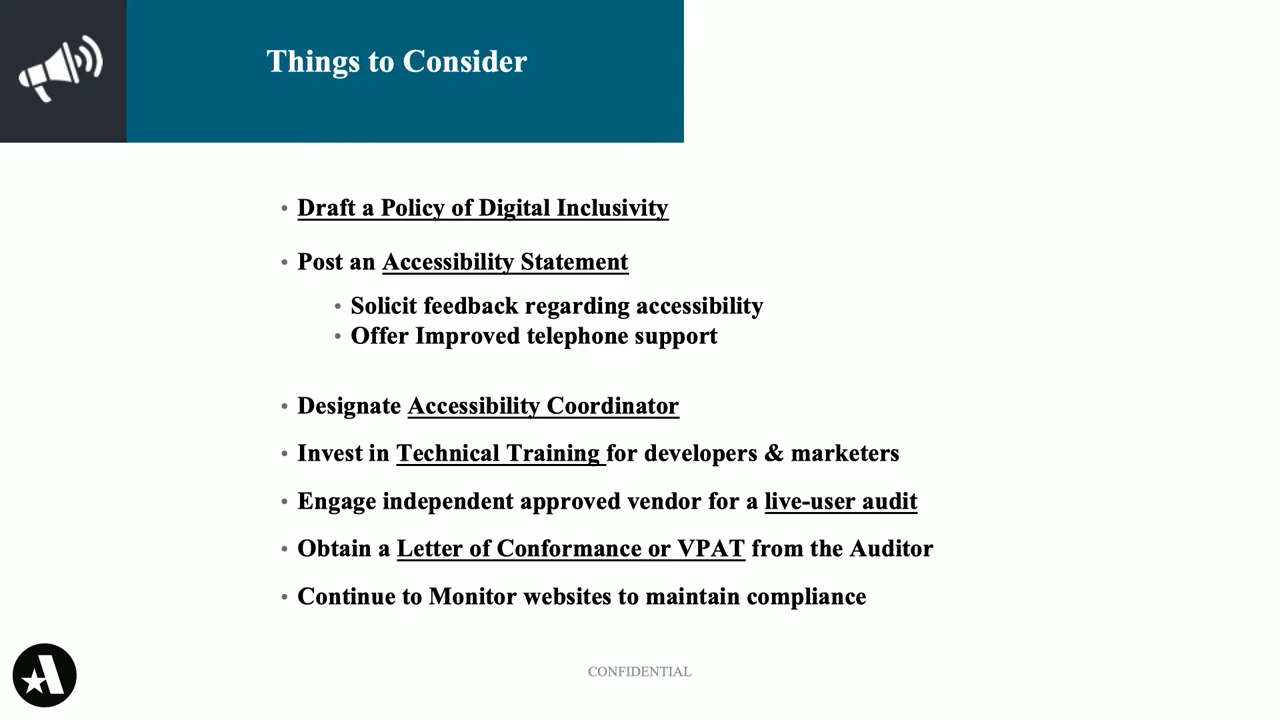 Things to Consider
• Draft a Policy of Digital Inclusivity
• Post an Accessibility Statement
• Solicit feedback regarding accessibility
• Offer Improved telephone support
• Designate Accessibility Coordinator
• Invest in Technical Training for developers & marketers
• Engage independent approved vendor for a live-user audit
• Obtain a Letter of Conformance or VPAT from the Auditor
• Continue to Monitor websites to maintain compliance
CONFIDENTIAL
A